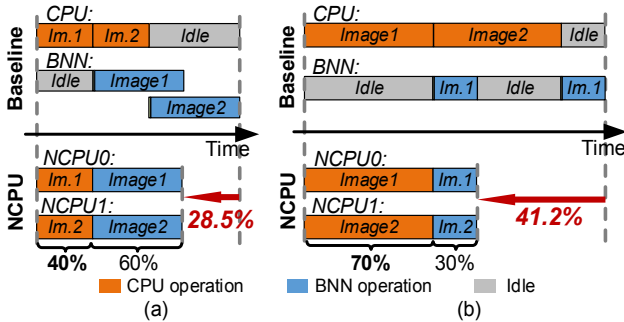 CPU:
Im.1 Im.2 Idle
BNN:
Idle Image1
Image2
Baseline
Time
NCPU0:
Im.1 Image1
NCPU1:
Im.2 Image2
NCPU
28.5%
40% 60%
CPU:
Image1 Image2 Idle
BNN:
Idle Im.1 Idle Im.1
Baseline
Time
NCPU0:
Image1 Im.1
NCPU1:
Image2 Im.2
NCPU
41.2%
70% 30%
CPU operation BNN operation Idle
(a) (b)